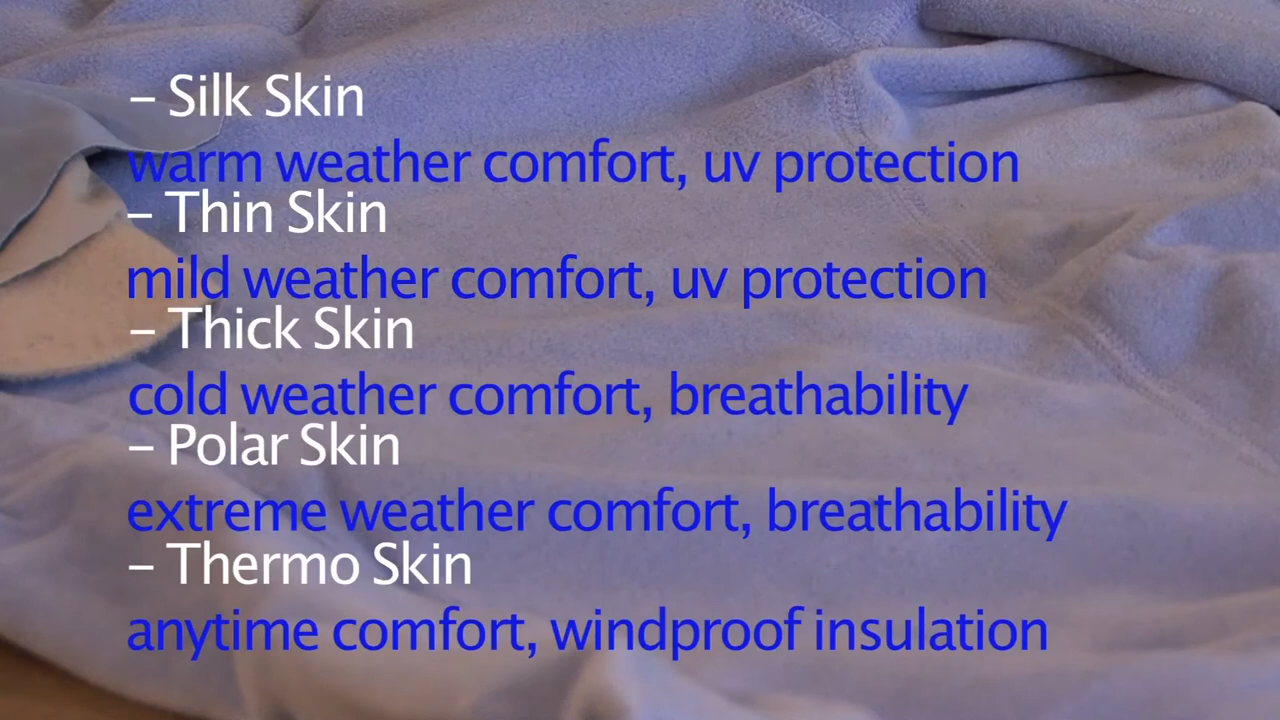 – Silk Skin
warm weather comfort, uv protection
– Thin Skin
mild weather comfort, uv protection
– Thick Skin
cold weather comfort, breathability
– Polar Skin
extreme weather comfort, breathability
– Thermo Skin
anytime comfort, windproof insulation